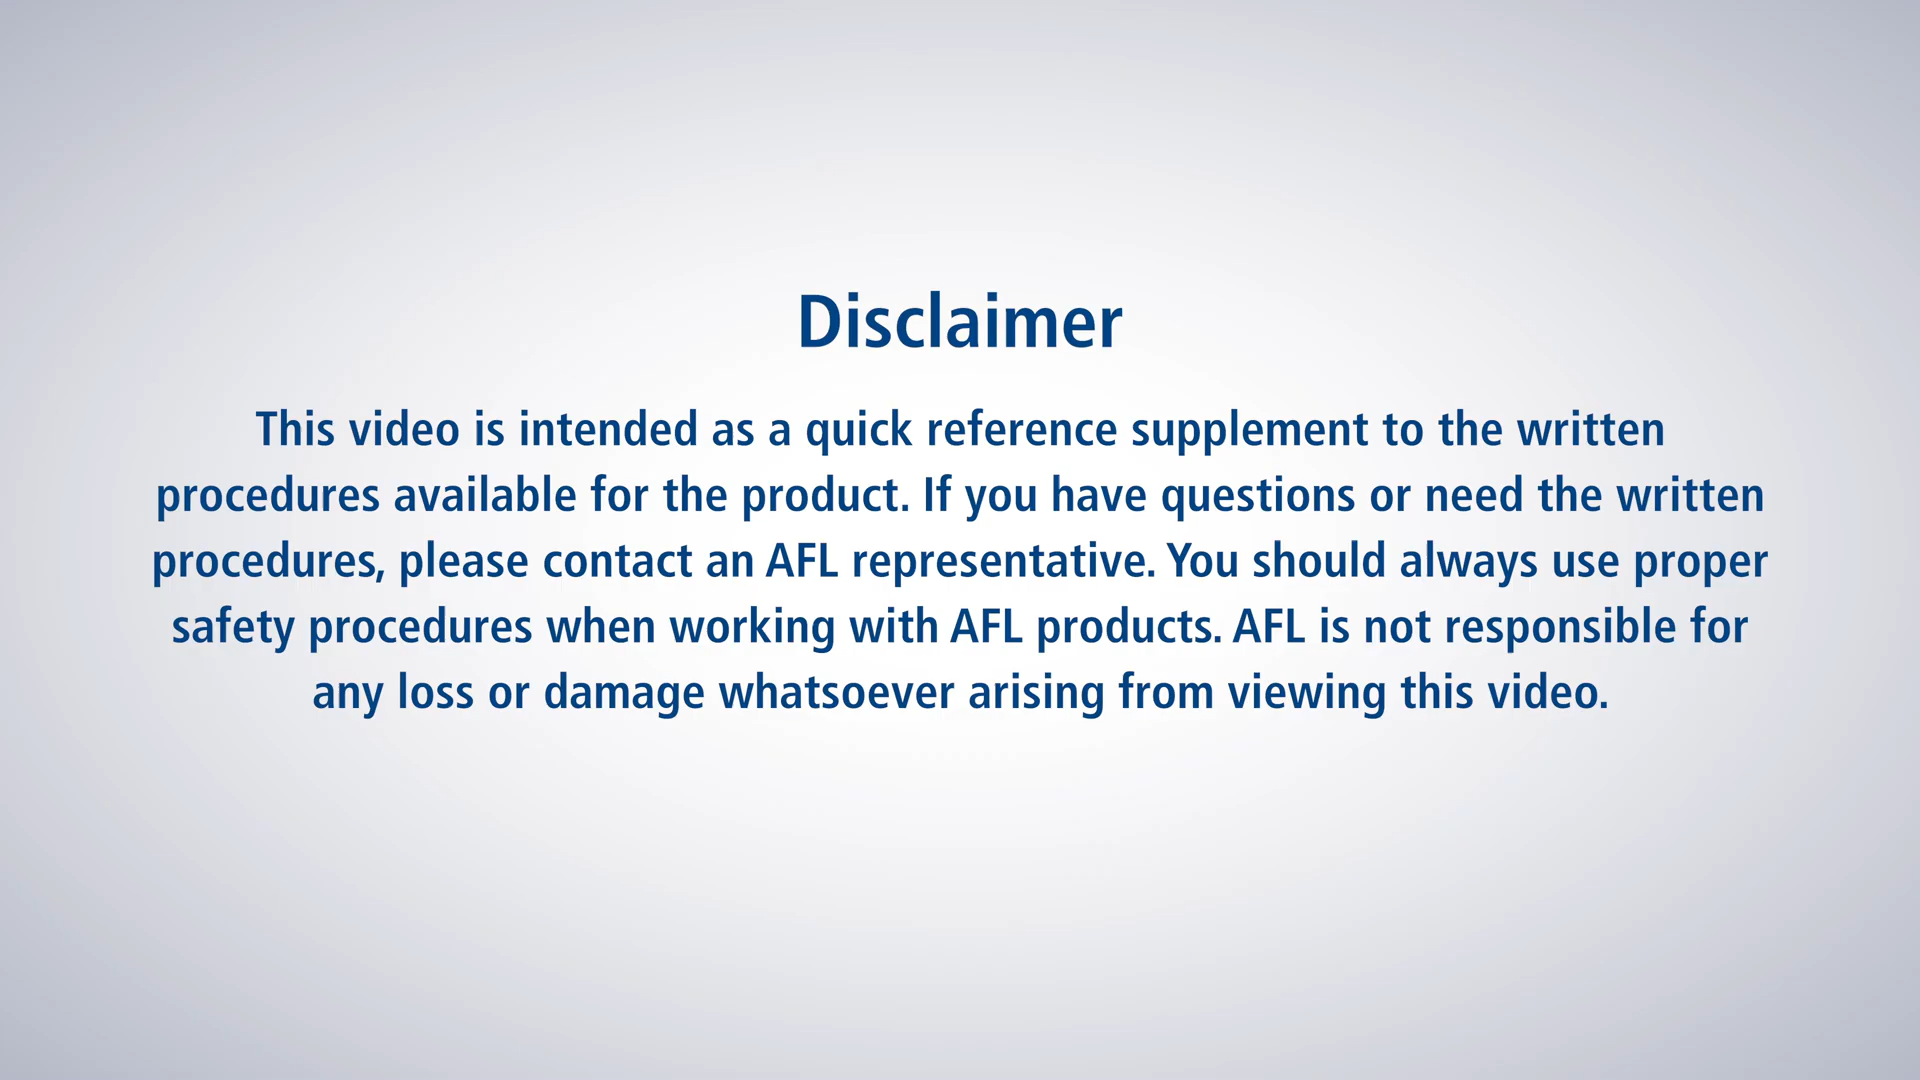 Disclaimer
This video is intended as a quick reference supplement to the written
procedures available for the product. If you have questions or need the written
procedures, please contact an AFL representative. You should always use proper
safety procedures when working with AFL products. AFL is not responsible for
any loss or damage whatsoever arising from viewing this video.